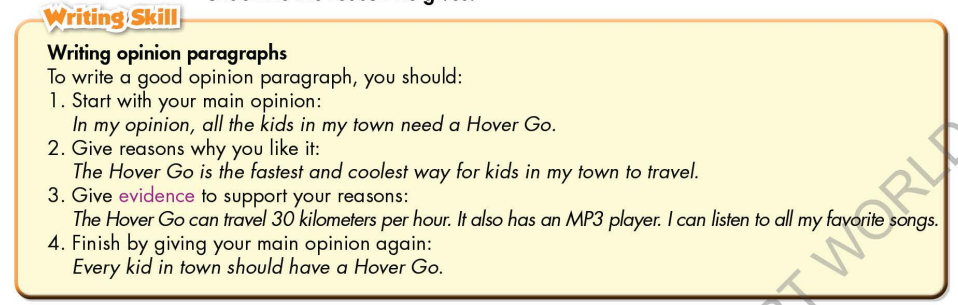 Writing Skill
Writing opinion paragraphs
To write a good opinion paragraph, you should:
1. Start with your main opinion:
In my opinion, all the kids in my town need a Hover Go.
2. Give reasons why you like it:
The Hover Go is the fastest and coolest way for kids in my town to travel.
3. Give evidence to support your reasons:
The Hover Go can travel 30 kilometers per hour. It also has an MP3 player. I can listen to all my favorite songs.
4. Finish by giving your main opinion again:
Every kid in town should have a Hover Go.
WORLD